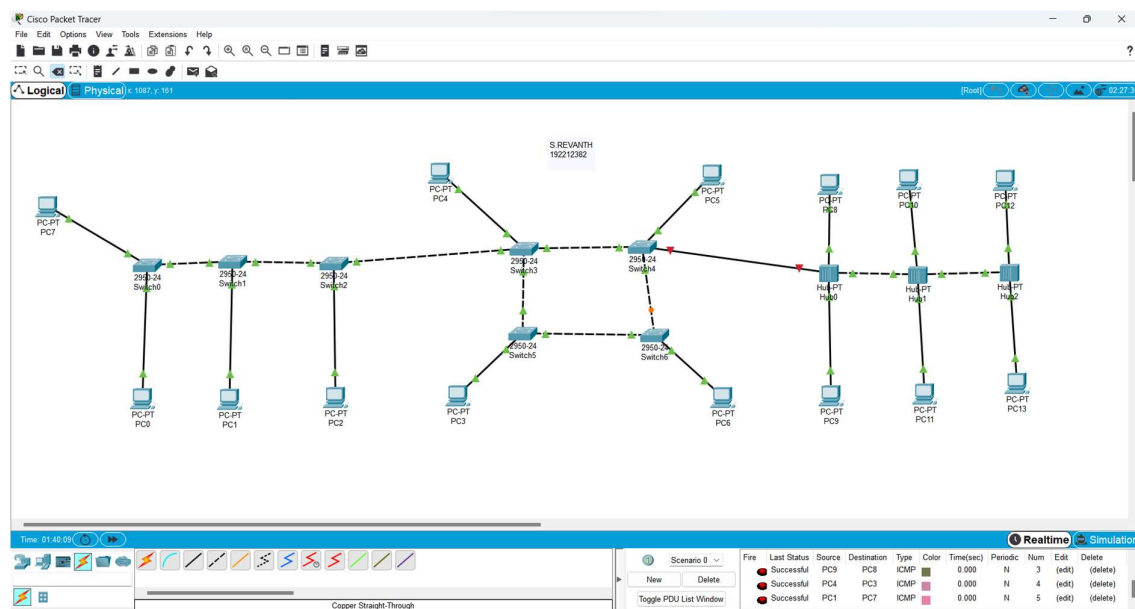 Cisco Packet Tracer
File Edit Options View Tools Extensions Help
?
Logical Physical x: 1087, y: 161 [Root] 02:27:3
S.REVANTH
192212382
PC-PT
PC7
PC-PT
PC4
PC-PT
PC5
PC-PT
PC8
PC-PT
PC10
PC-PT
PC12
2950-24
Switch0
2950-24
Switch1
2950-24
Switch2
2950-24
Switch3
2950-24
Switch4
Hub-PT
Hub0
Hub-PT
Hub1
Hub-PT
Hub2
2950-24
Switch5
2950-24
Switch6
PC-PT
PC0
PC-PT
PC1
PC-PT
PC2
PC-PT
PC3
PC-PT
PC6
PC-PT
PC9
PC-PT
PC11
PC-PT
PC13
Time: 01:40:09 Realtime Simulation
Scenario 0
New Delete
Toggle PDU List Window
Fire Last Status Source Destination Type Color Time(sec) Periodic Num Edit Delete
Successful PC9 PC8 ICMP 0.000 N 3 (edit) (delete)
Successful PC4 PC3 ICMP 0.000 N 4 (edit) (delete)
Successful PC1 PC7 ICMP 0.000 N 5 (edit) (delete)
Copper Straight-Through